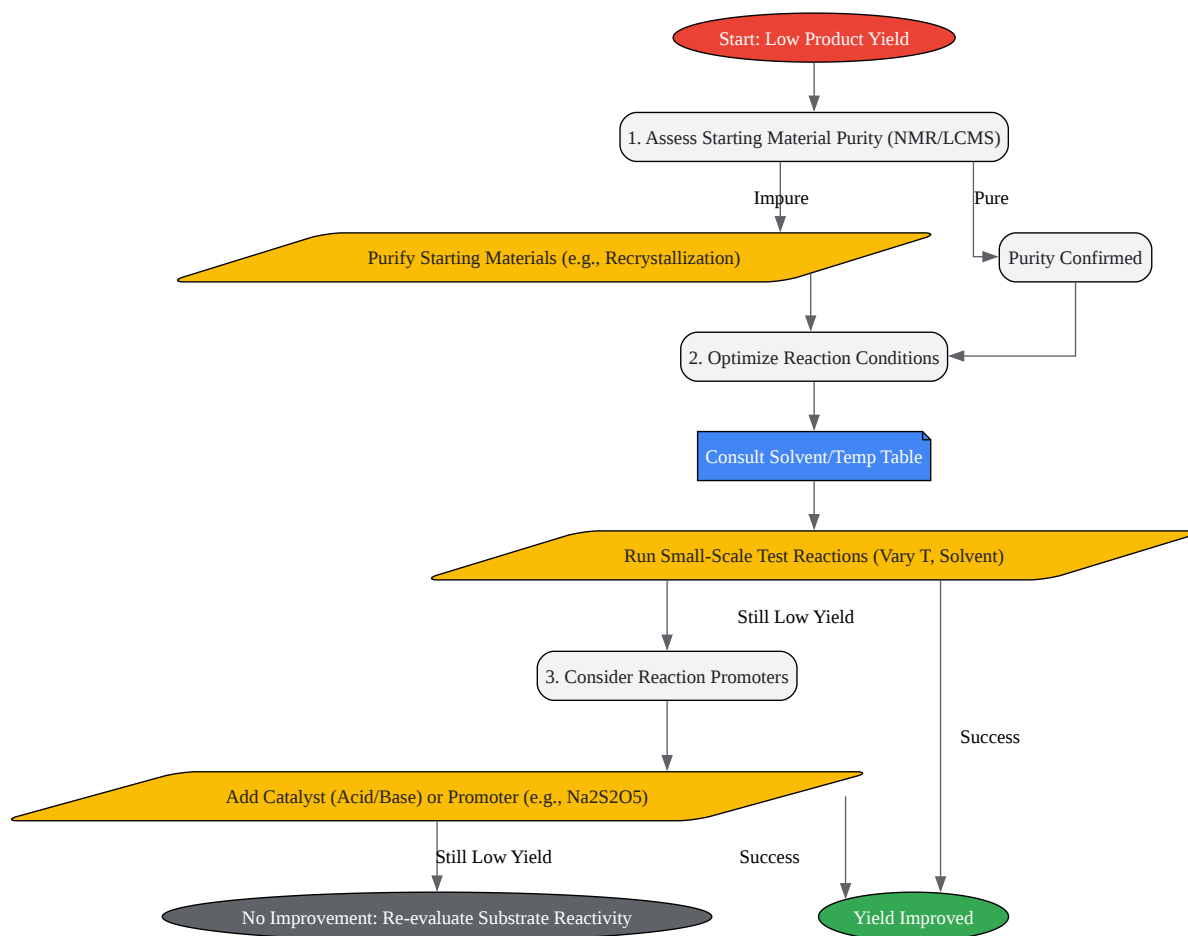 Start: Low Product Yield
1. Assess Starting Material Purity (NMR/LCMS)
Impure
Pure
Purify Starting Materials (e.g., Recrystallization)
Purity Confirmed
2. Optimize Reaction Conditions
Consult Solvent/Temp Table
Run Small-Scale Test Reactions (Vary T, Solvent)
Still Low Yield
3. Consider Reaction Promoters
Success
Add Catalyst (Acid/Base) or Promoter (e.g., Na2S2O5)
Still Low Yield
Success
No Improvement: Re-evaluate Substrate Reactivity
Yield Improved